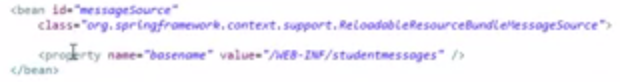 <bean id="messageSource"
class="org.springframework.context.support.ReloadableResourceBundleMessageSource">
<property name="basename" value="/WEB-INF/studentmessages" />
</bean>